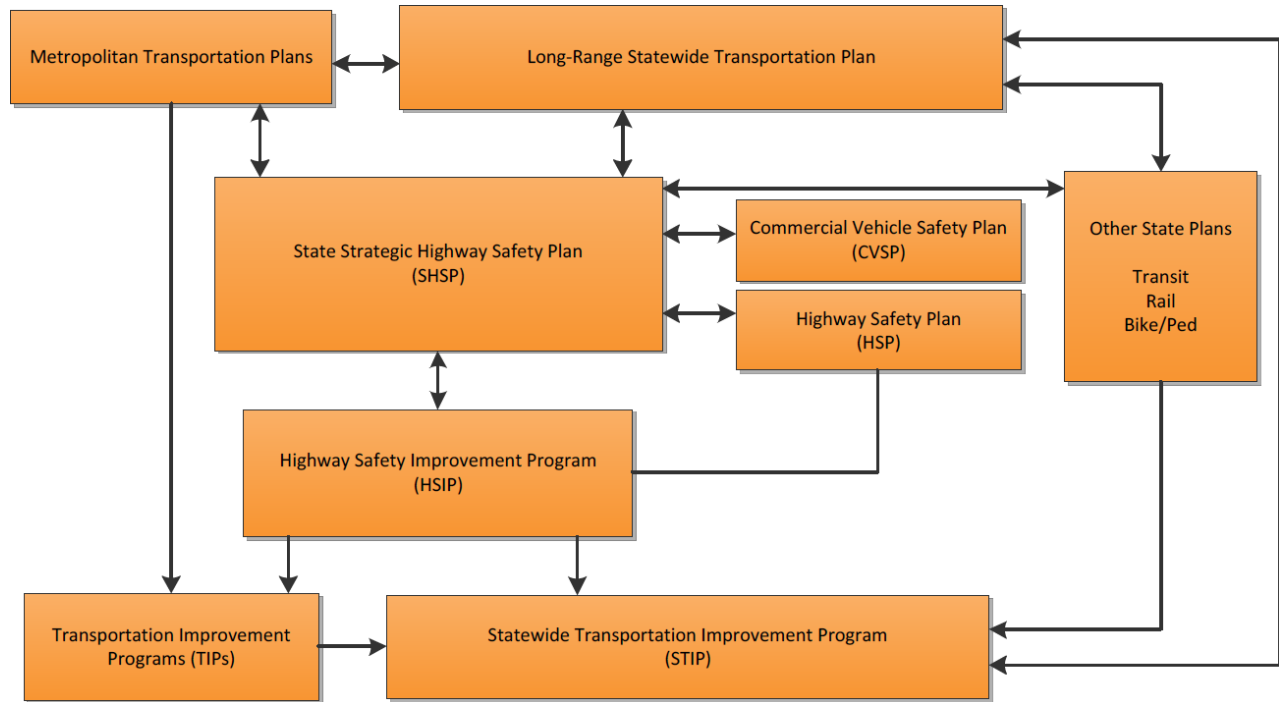 Metropolitan Transportation Plans
Long-Range Statewide Transportation Plan
State Strategic Highway Safety Plan
(SHSP)
Commercial Vehicle Safety Plan
(CVSP)
Highway Safety Plan
(HSP)
Other State Plans
Transit
Rail
Bike/Ped
Highway Safety Improvement Program
(HSIP)
Transportation Improvement
Programs (TIPs)
Statewide Transportation Improvement Program
(STIP)